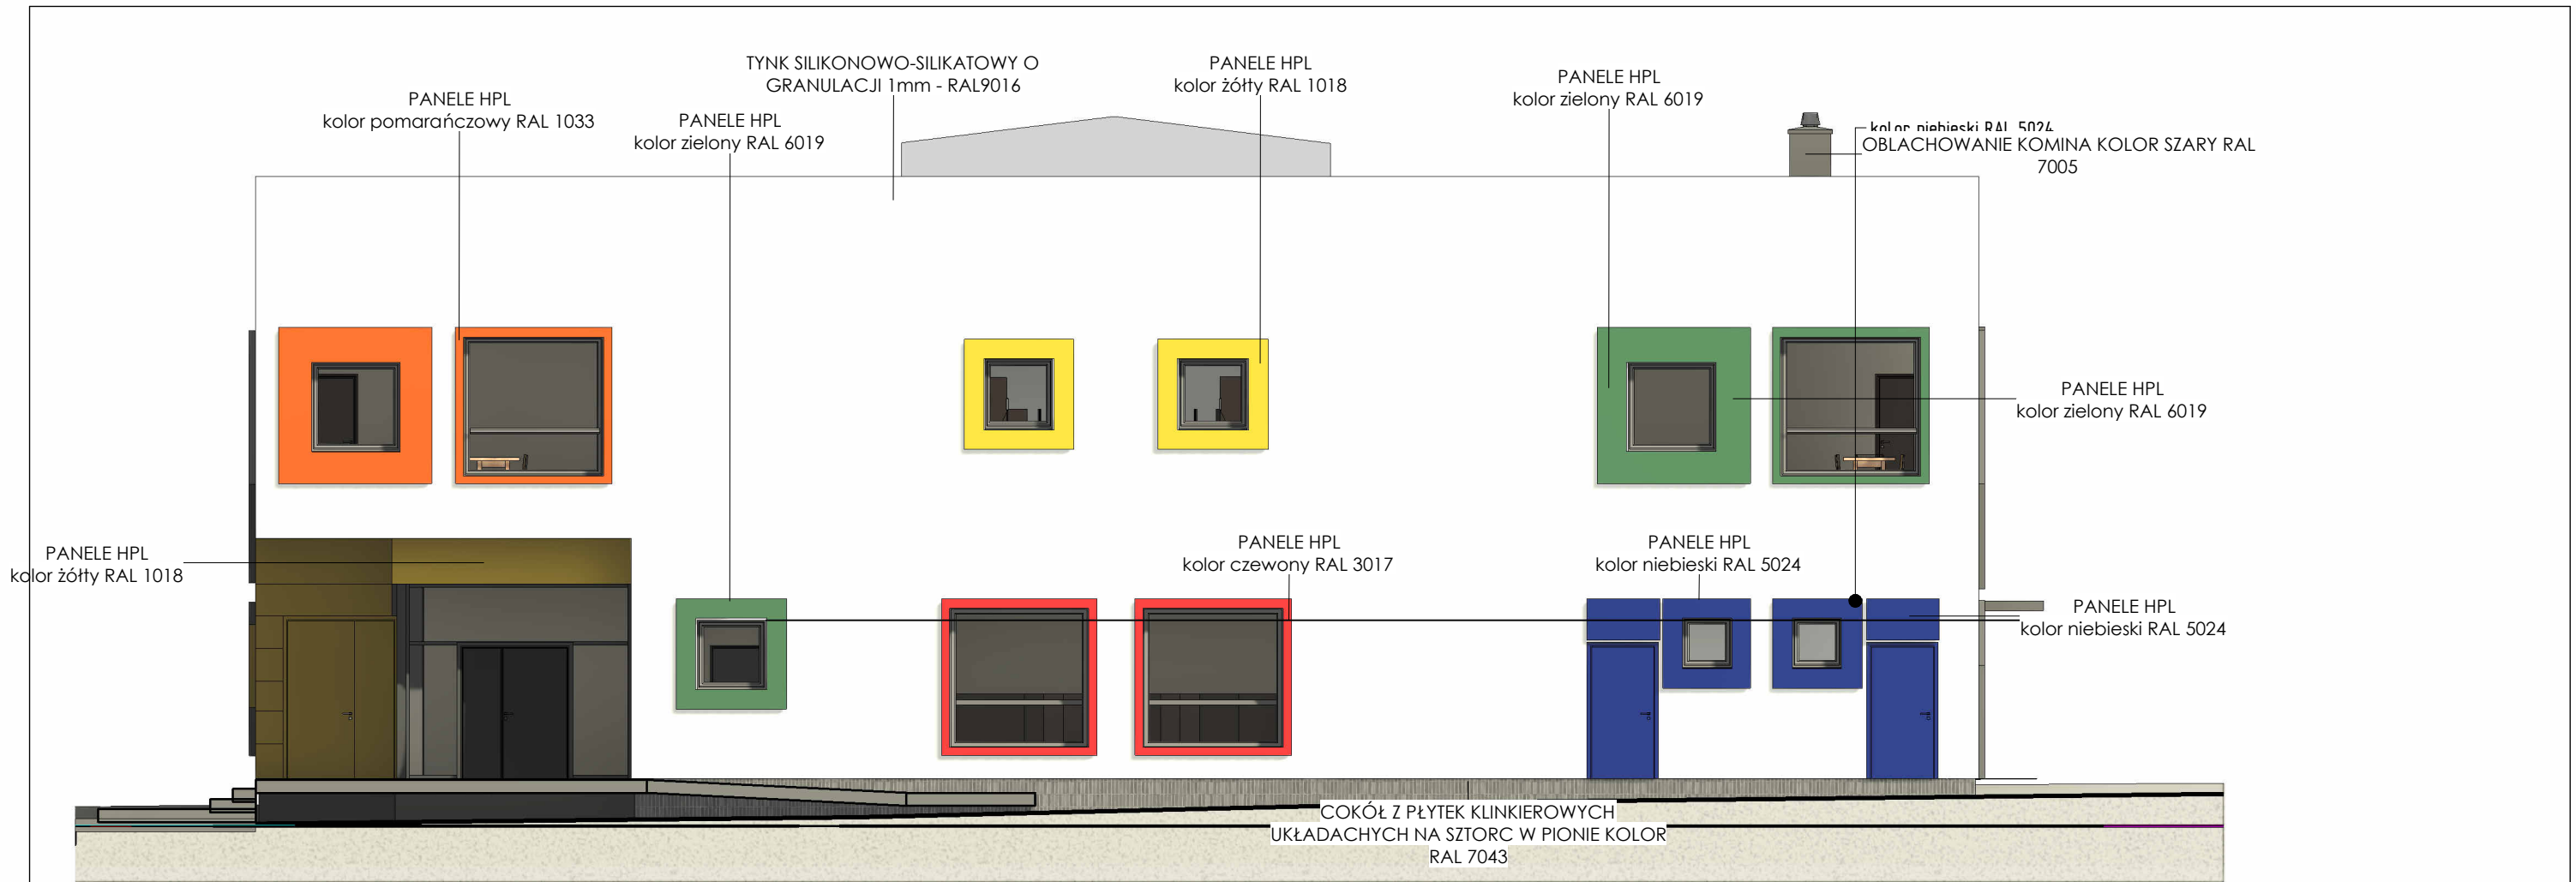 TYNK SILIKONOWO-SILIKATOWY O
GRANULACJI 1mm - RAL9016
PANELE HPL
kolor żółty RAL 1018
PANELE HPL
kolor zielony RAL 6019
PANELE HPL
kolor pomarańczowy RAL 1033
PANELE HPL
kolor zielony RAL 6019
kolor niebieski RAL 5024
OBLACHOWANIE KOMINA KOLOR SZARY RAL
7005
PANELE HPL
kolor zielony RAL 6019
PANELE HPL
kolor żółty RAL 1018
PANELE HPL
kolor czewony RAL 3017
PANELE HPL
kolor niebieski RAL 5024
PANELE HPL
kolor niebieski RAL 5024
COKÓŁ Z PŁYTEK KLINKIEROWYCH
UKŁADACHYCH NA SZTORC W PIONIE KOLOR
RAL 7043